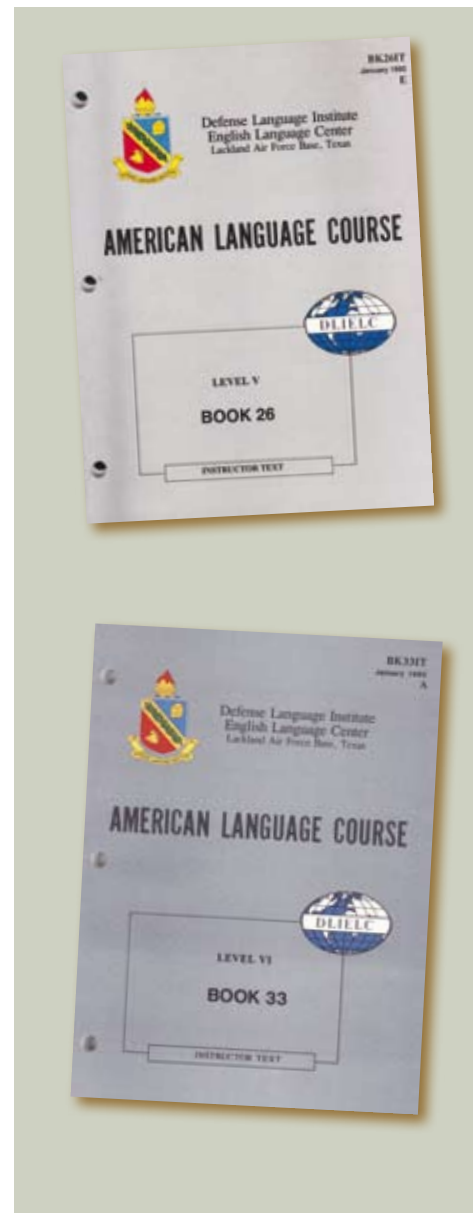 BK26IT
January 1992
E
Defense Language Institute
English Language Center
Lackland Air Force Base, Texas
AMERICAN LANGUAGE COURSE
DLIELC
LEVEL V
BOOK 26
INSTRUCTOR TEXT
BK33IT
January
A
Defense Language Institute
English Language Center
Lackland Air Force Base, Texas
AMERICAN LANGUAGE COURSE
DLIELC
LEVEL VI
BOOK 33
INSTRUCTOR TEXT